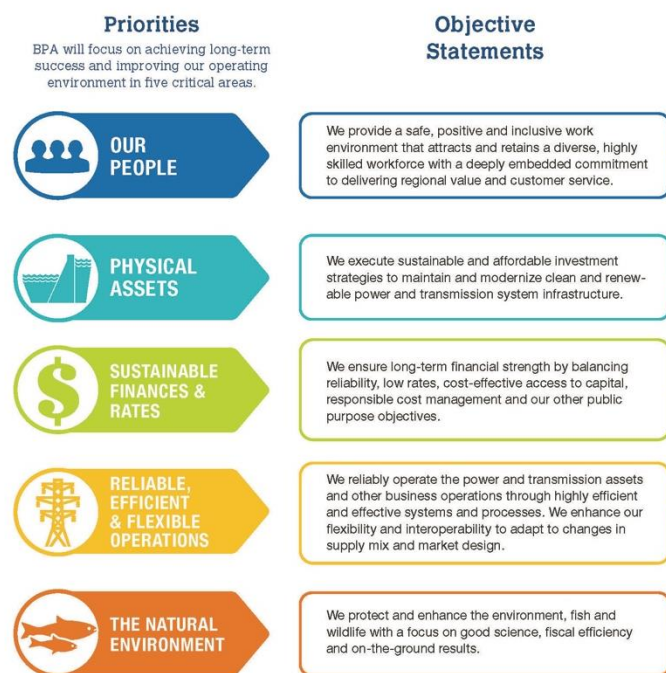 Priorities
BPA will focus on achieving long-term
success and improving our operating
environment in five critical areas.
Objective
Statements
OUR
PEOPLE
We provide a safe, positive and inclusive work
environment that attracts and retains a diverse, highly
skilled workforce with a deeply embedded commitment
to delivering regional value and customer service.
PHYSICAL
ASSETS
We execute sustainable and affordable investment
strategies to maintain and modernize clean and renew-
able power and transmission system infrastructure.
$
SUSTAINABLE
FINANCES &
RATES
We ensure long-term financial strength by balancing
reliability, low rates, cost-effective access to capital,
responsible cost management and our other public
purpose objectives.
RELIABLE,
EFFICIENT
& FLEXIBLE
OPERATIONS
We reliably operate the power and transmission assets
and other business operations through highly efficient
and effective systems and processes. We enhance our
flexibility and interoperability to adapt to changes in
supply mix and market design.
THE NATURAL
ENVIRONMENT
We protect and enhance the environment, fish and
wildlife with a focus on good science, fiscal efficiency
and on-the-ground results.